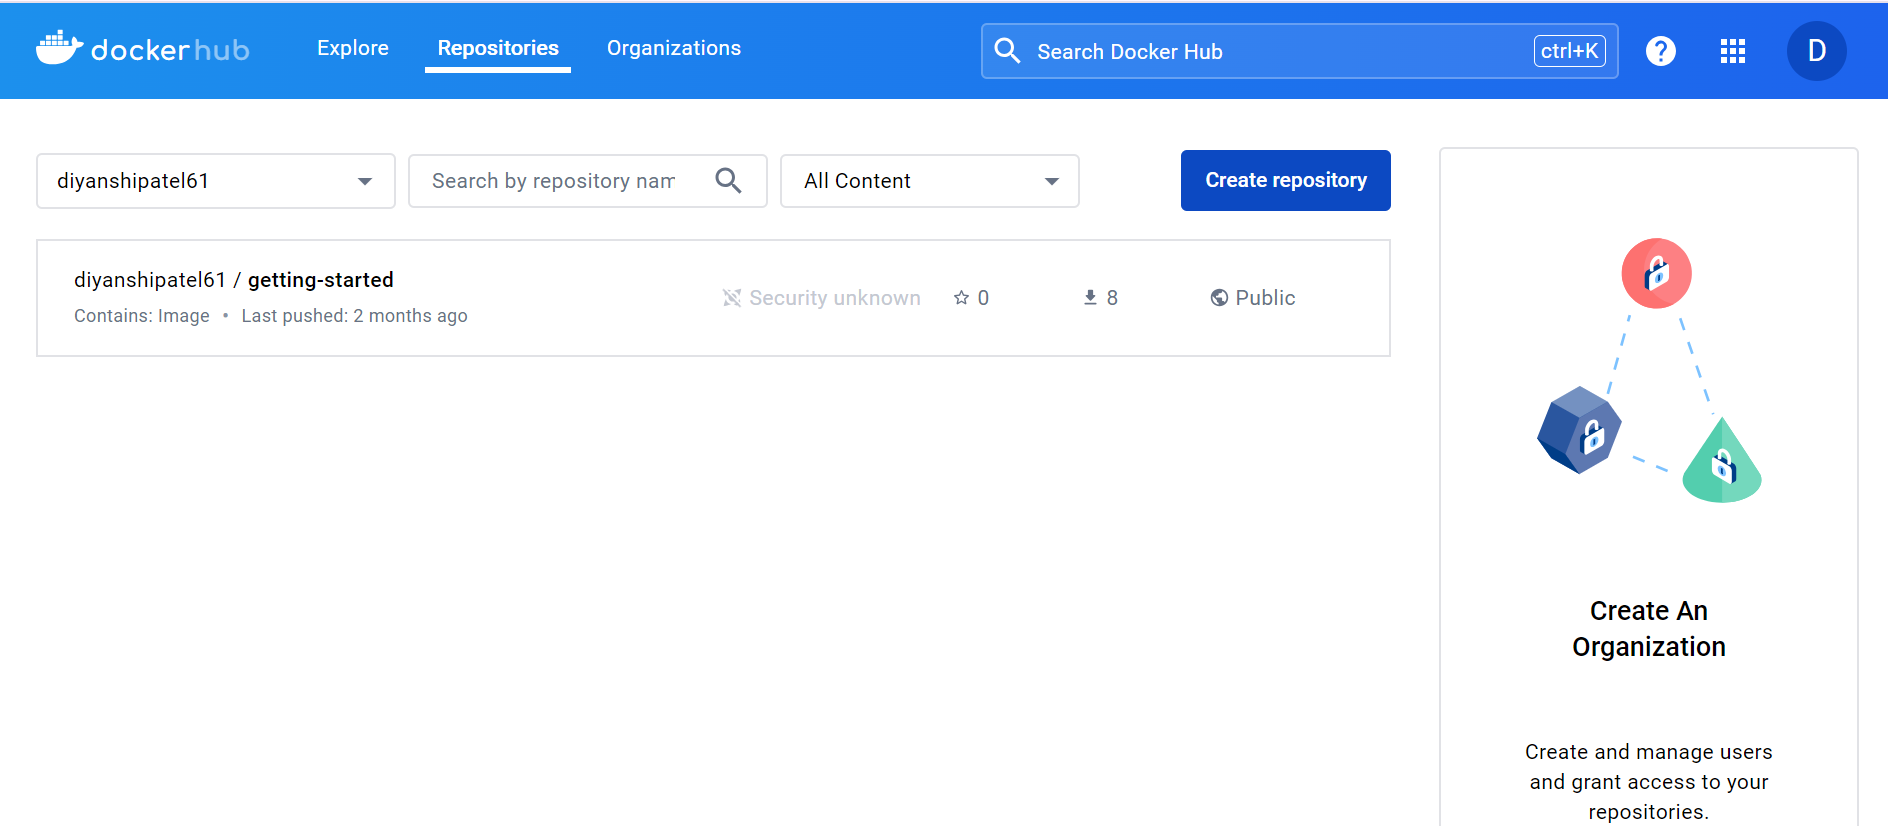 dockerhub Explore Repositories Organizations Search Docker Hub ctrl+K ? D
diyanshipatel61 Search by repository nam All Content Create repository
diyanshipatel61 / getting-started
Contains: Image • Last pushed: 2 months ago
Security unknown 0 8 Public
Create An
Organization
Create and manage users
and grant access to your
repositories.